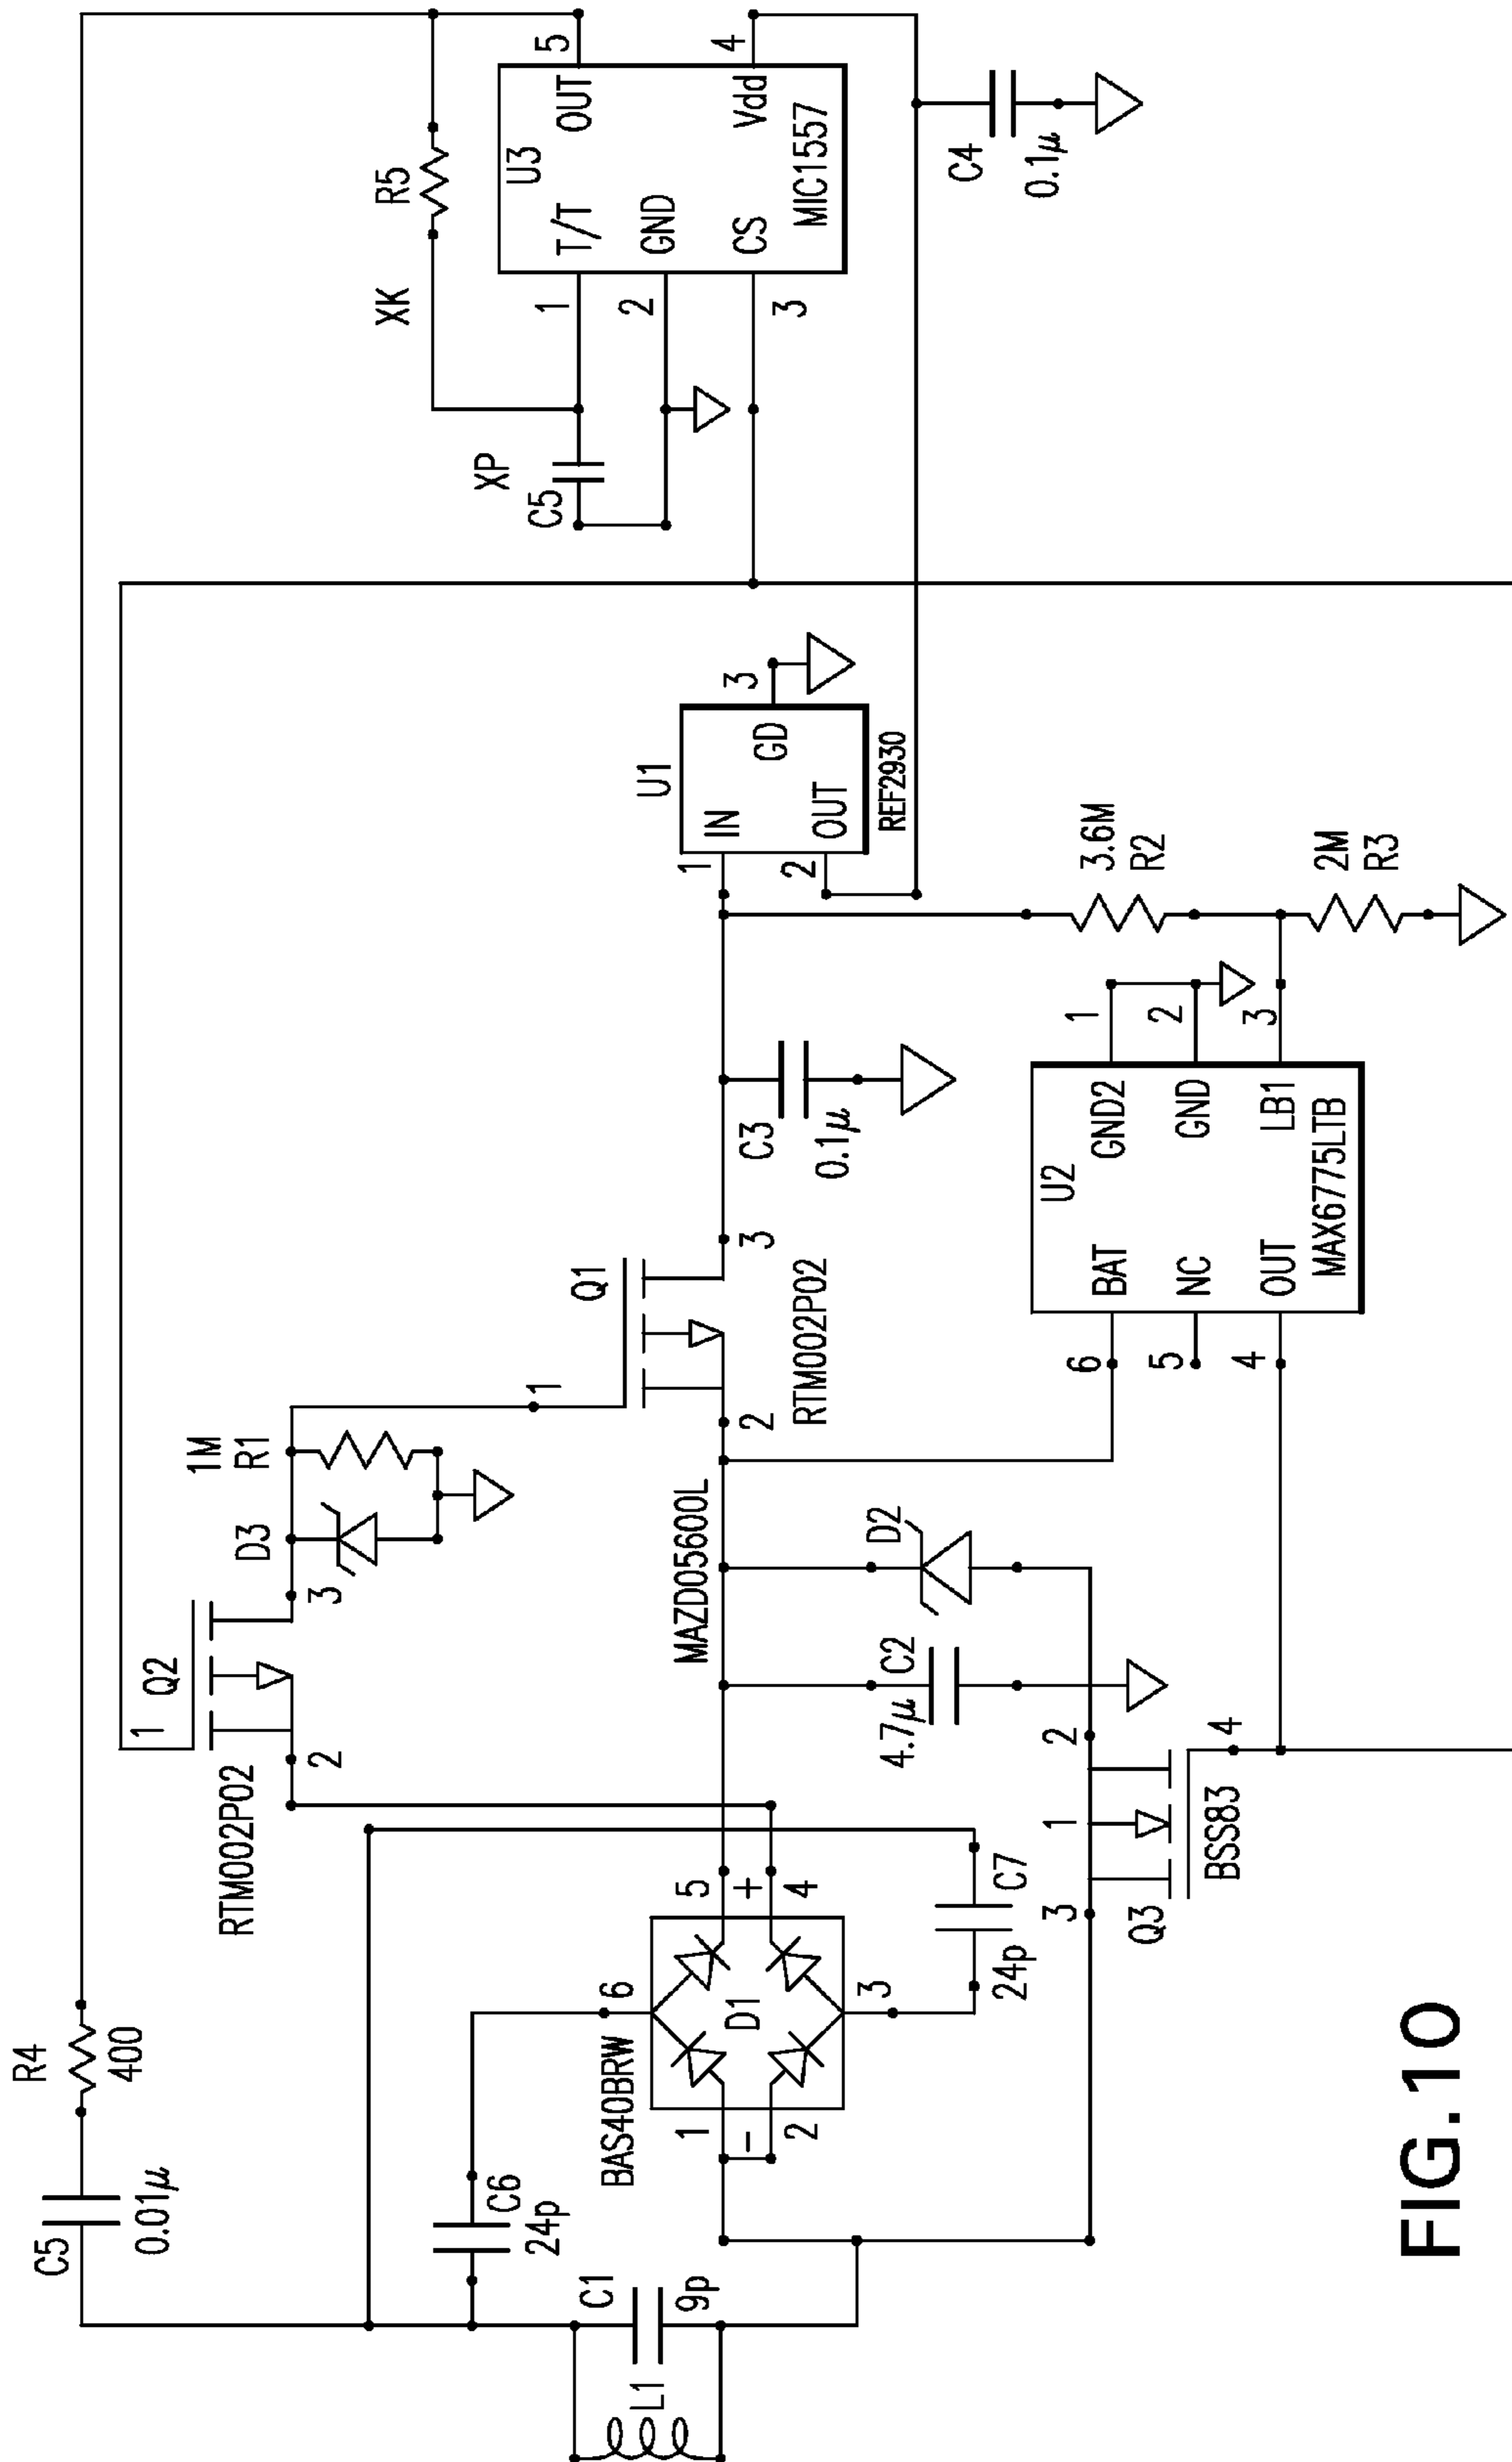 R4
400
C5
0.01μ
RTM002P02
Q2
1
2
3
D3
1M
R1
C6
24p
C1
9p
L1
BAS40BRW
D1
6
5
+
4
1
-
2
3
C7
24p
MAZD05600L
4.7μ
C2
D2
Q1
1
2
3
RTM002P02
C3
0.1μ
U1
IN
GD
OUT
1
2
3
REF2930
XP
C5
XK
R5
U3
T/T
OUT
GND
CS
Vdd
MIC1557
1
2
3
4
5
C4
0.1μ
3.6M
R2
2M
R3
U2
BAT
GND2
NC
GND
OUT
LB1
MAX6775LTB
6
5
4
1
2
3
3
1
2
4
Q3
BSS83
FIG.10